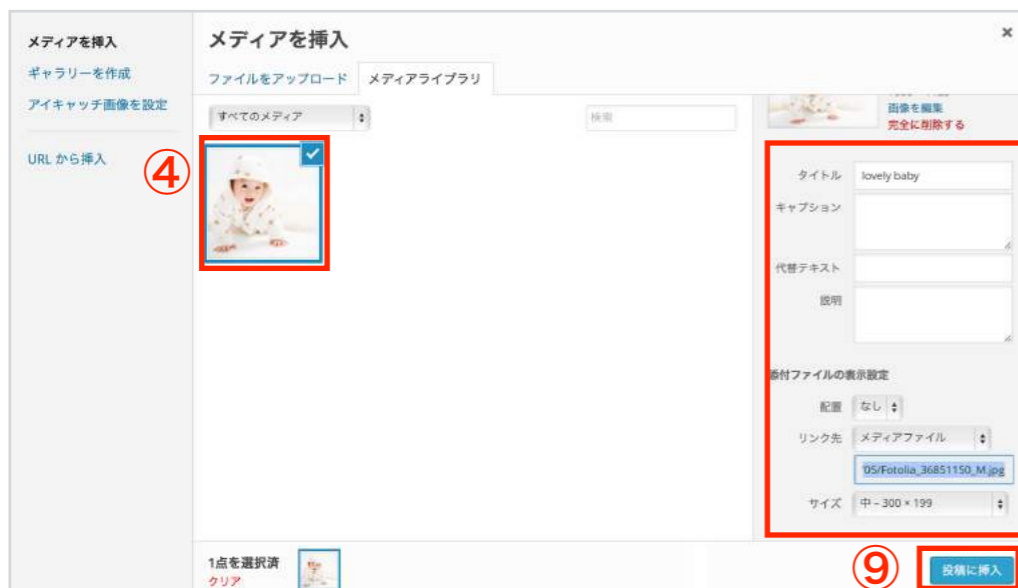 メディアを挿入
ギャラリーを作成
アイキャッチ画像を設定
URL から挿入
メディアを挿入
×
ファイルをアップロード
メディアライブラリ
すべてのメディア
検索
画像を編集
完全に削除する
④
タイトル lovely baby
キャプション
代替テキスト
説明
添付ファイルの表示設定
配置 なし
リンク先 メディアファイル
05/Fotolia_36851150_M.jpg
サイズ 中 – 300 × 199
1点を選択済
クリア
⑨
投稿に挿入